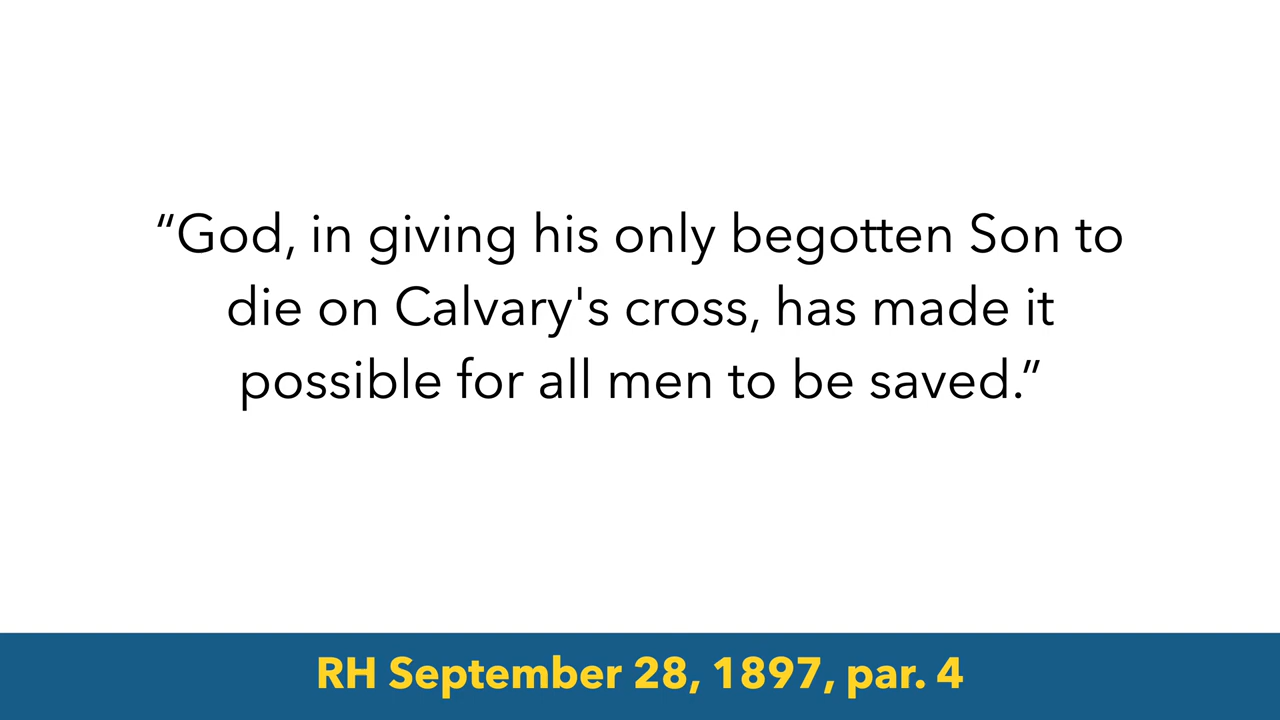 “God, in giving his only begotten Son to
die on Calvary's cross, has made it
possible for all men to be saved.”
RH September 28, 1897, par. 4